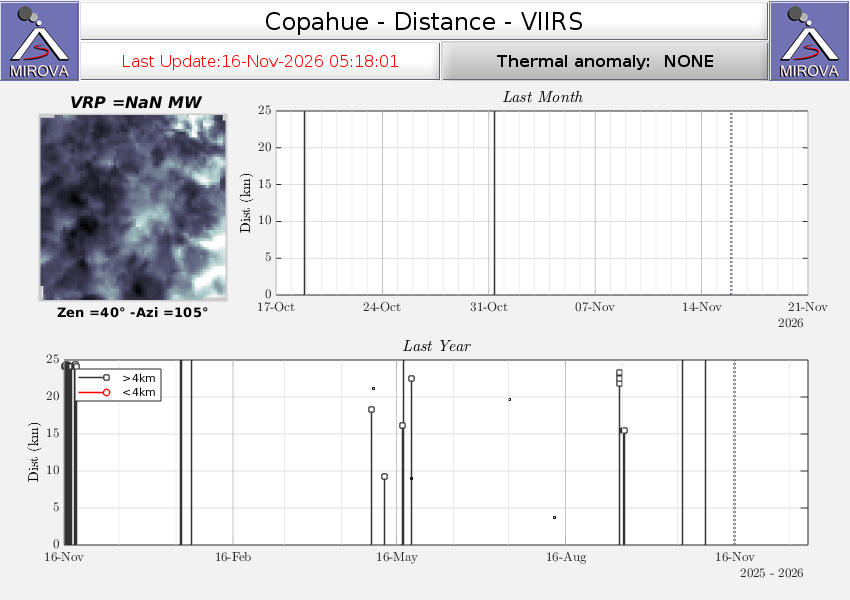 Copahue - Distance - VIIRS
MIROVA
Last Update:16-Nov-2026 05:18:01
Thermal anomaly:  NONE
MIROVA
VRP =NaN MW
Zen =40° -Azi =105°
Last Month
Dist (km)
25
20
15
10
5
0
17-Oct
24-Oct
31-Oct
07-Nov
14-Nov
21-Nov
2026
Last Year
Dist (km)
25
20
15
10
5
0
>4km
<4km
16-Nov
16-Feb
16-May
16-Aug
16-Nov
2025 - 2026